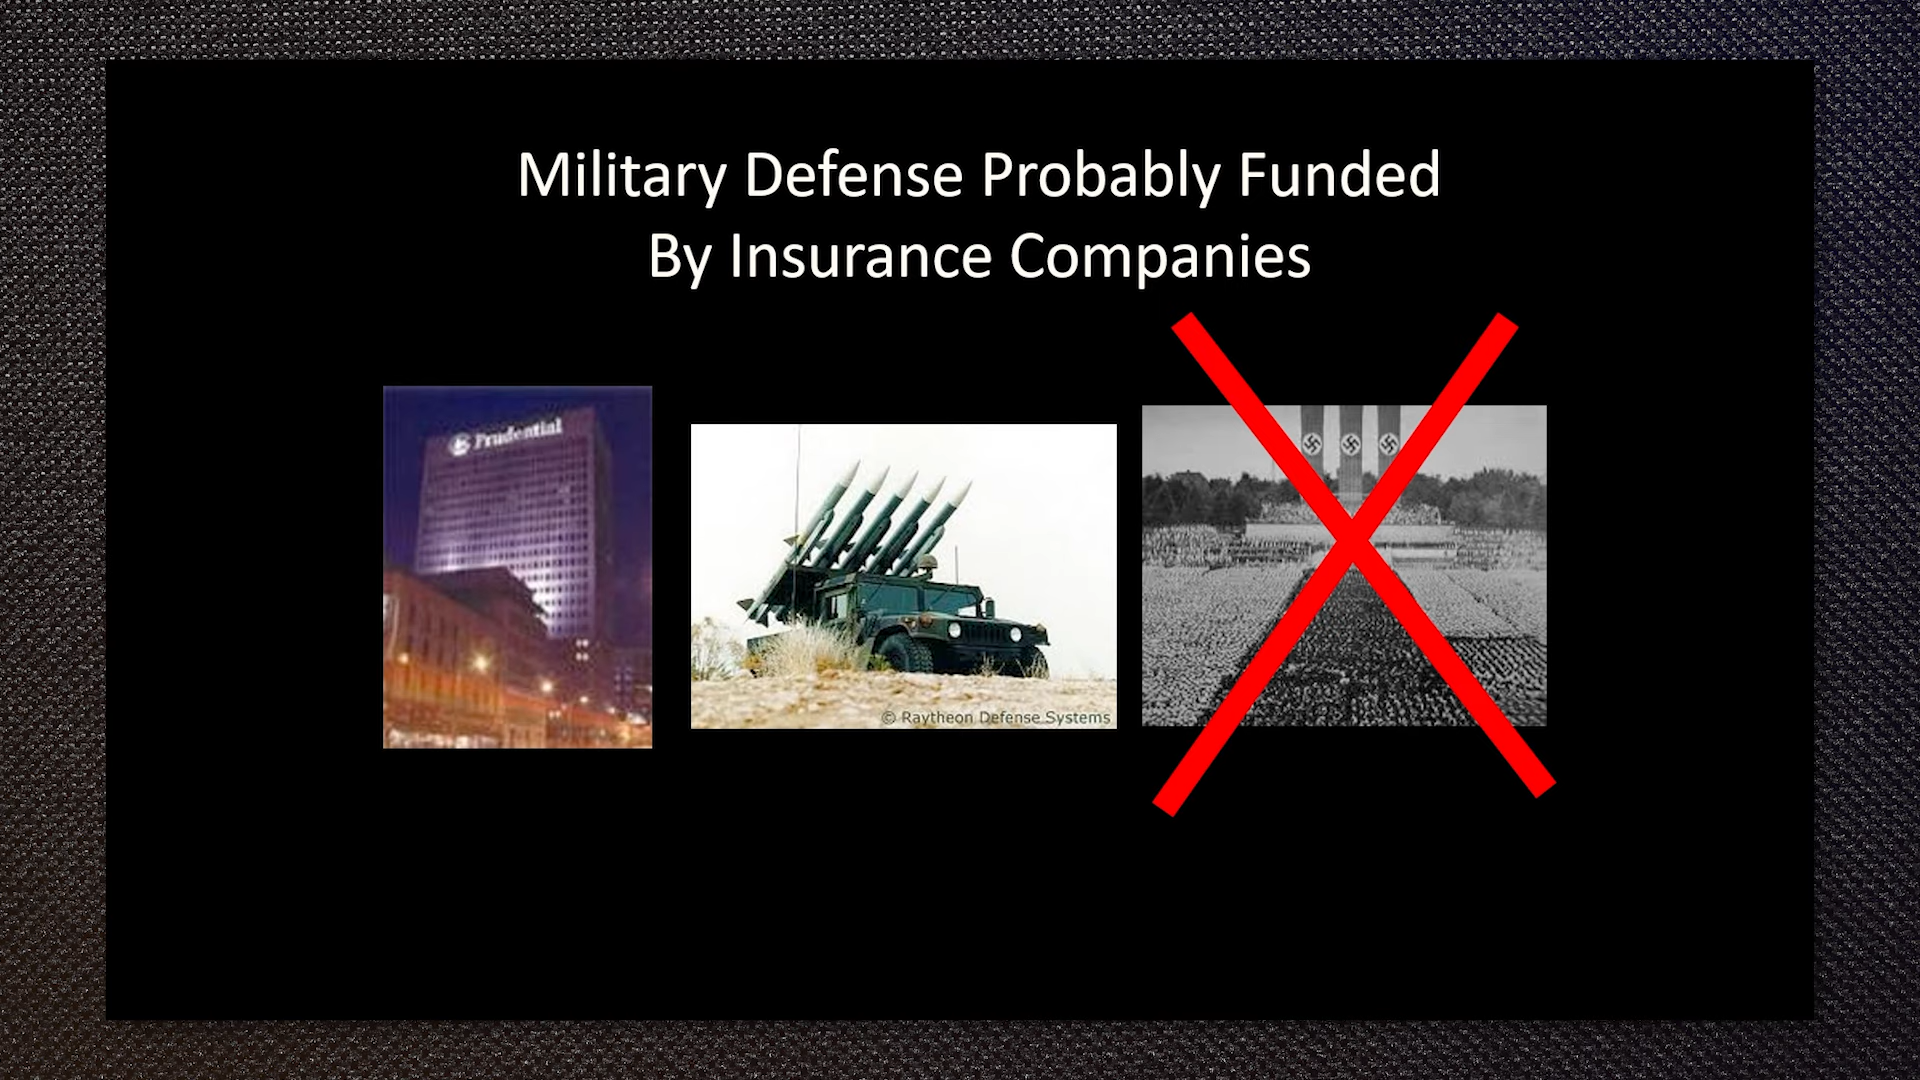 Military Defense Probably Funded
By Insurance Companies
Prudential
© Raytheon Defense Systems